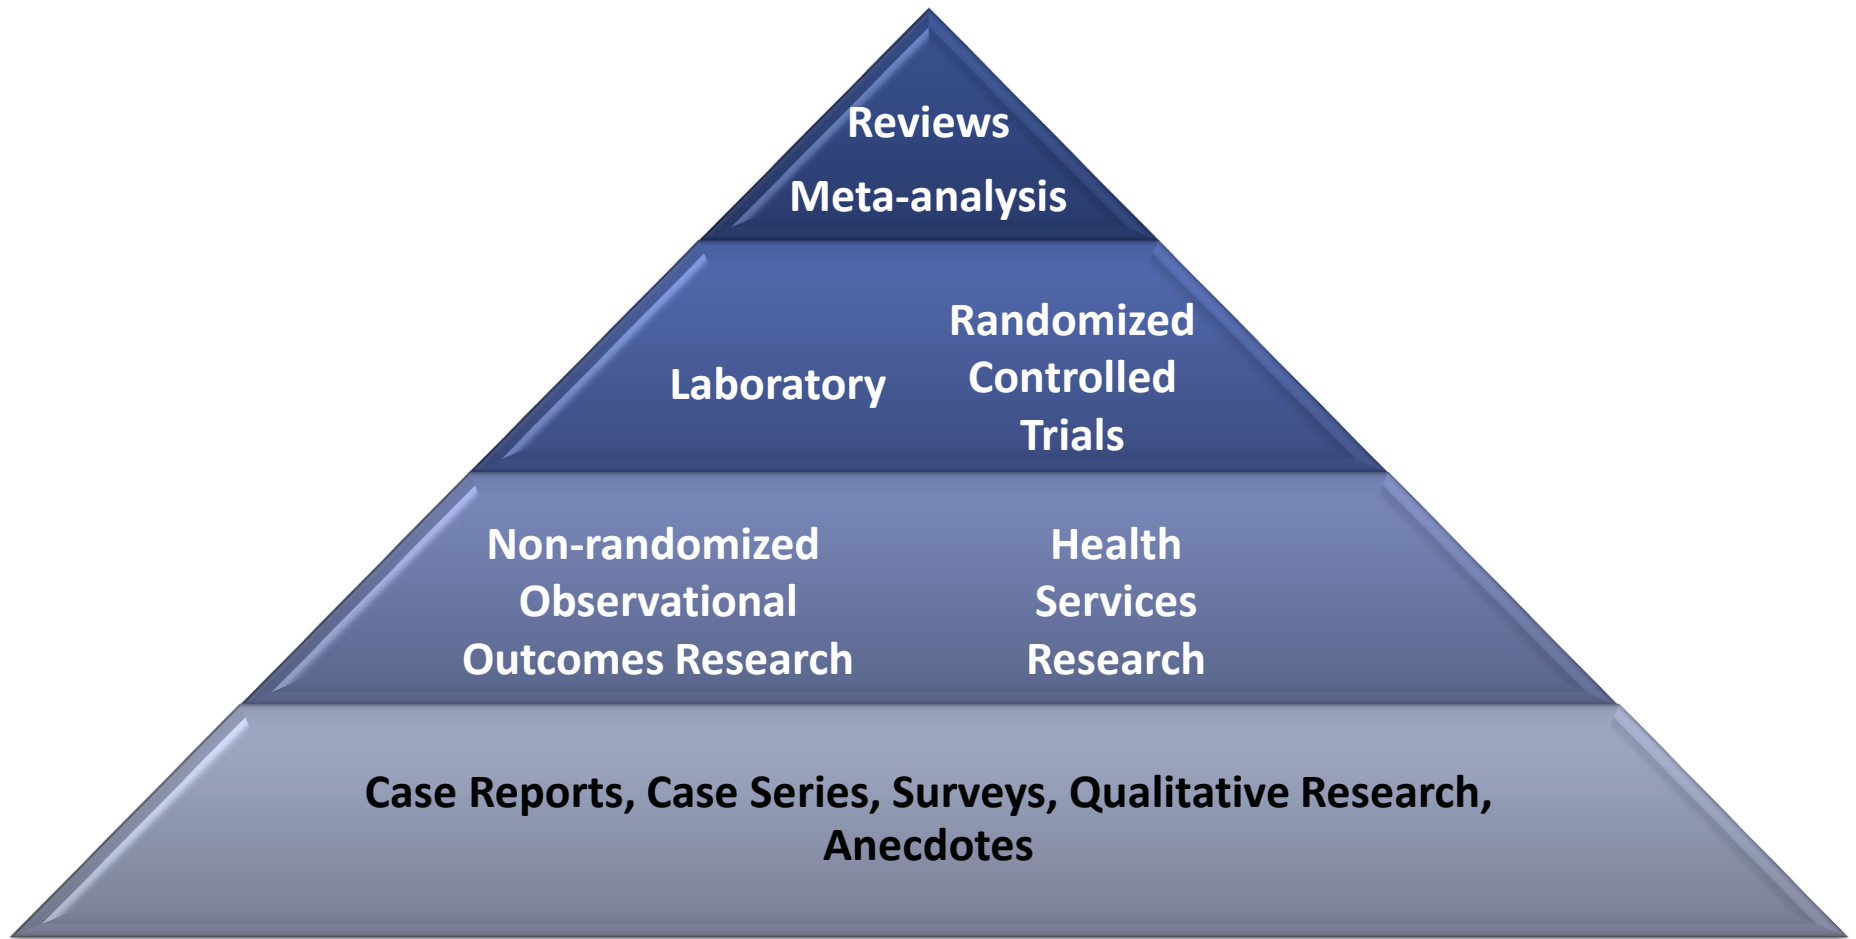 Reviews
Meta-analysis
Laboratory
Randomized
Controlled
Trials
Non-randomized
Observational
Outcomes Research
Health
Services
Research
Case Reports, Case Series, Surveys, Qualitative Research,
Anecdotes